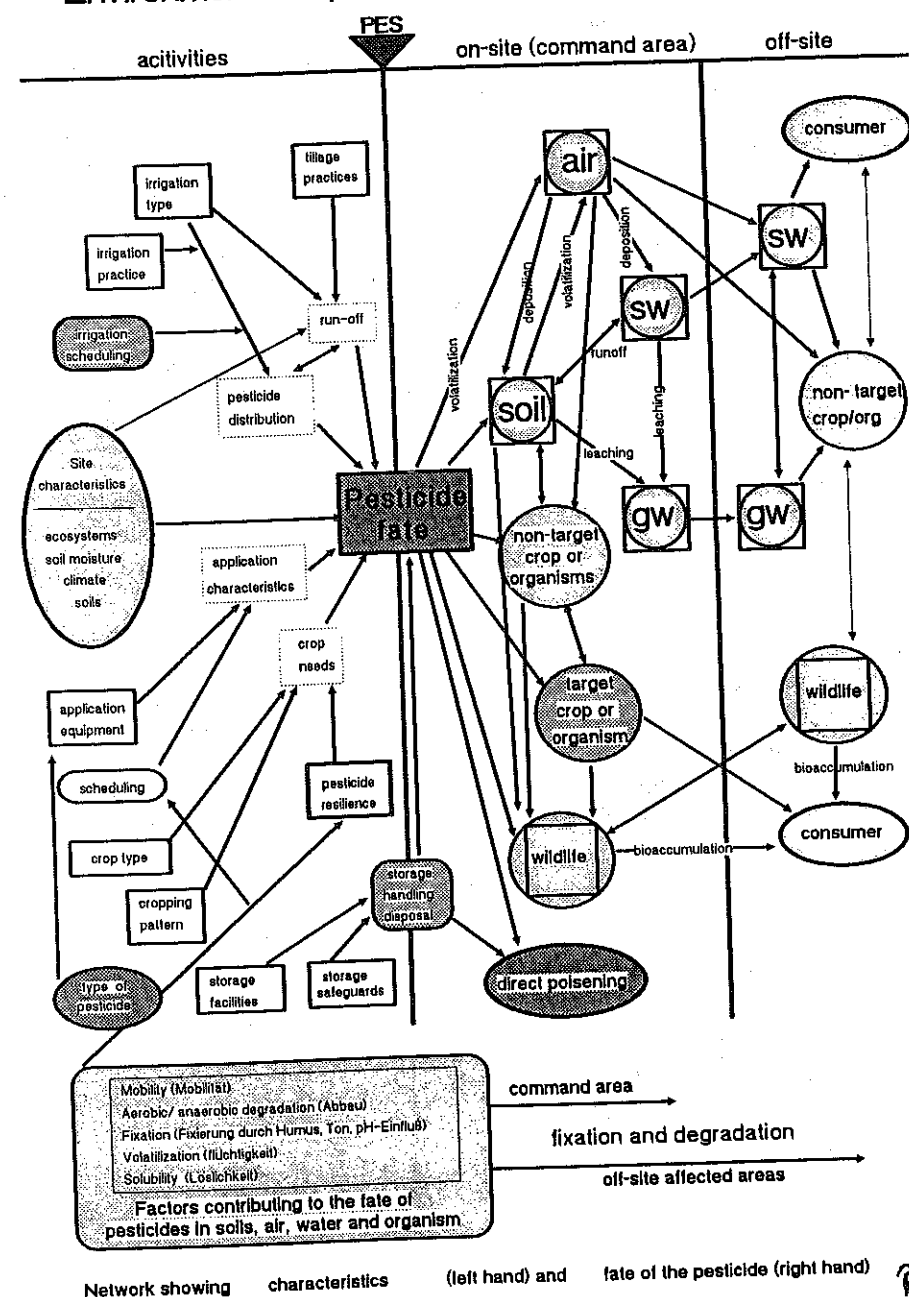 PES
acitivities
on-site (command area)
off-site
consumer
air
tillage
practices
irrigation
type
sw
irrigation
practice
deposition
volatilization
deposition
sw
run-off
irrigation
scheduling
runoff
volatilization
pesticide
distribution
soil
non- target
crop/org
leaching
leaching
Site
characteristics
ecosystems
soil moisture
climate
soils
Pesticide
fate
gw
gw
non-target
crop or
organisms
application
characteristics
crop
needs
target
crop or
organism
wildlife
application
equipment
bioaccumulation
scheduling
pesticide
resilience
consumer
crop type
wildlife
bioaccumulation
storage
handling
disposal
cropping
pattern
type of
pesticide
storage
facilities
storage
safeguards
direct poisening
Mobility (Mobilität)
Aerobic/ anaerobic degradation (Abbau)
Fixation (Fixierung durch Humus, Ton, pH-Einfluß)
Volatilization (flüchtigkeit)
Solubility (Löslichkeit)
Factors contributing to the fate of
pesticides in soils, air, water and organism
command area
fixation and degradation
off-site affected areas
Network showing characteristics (left hand) and fate of the pesticide (right hand)